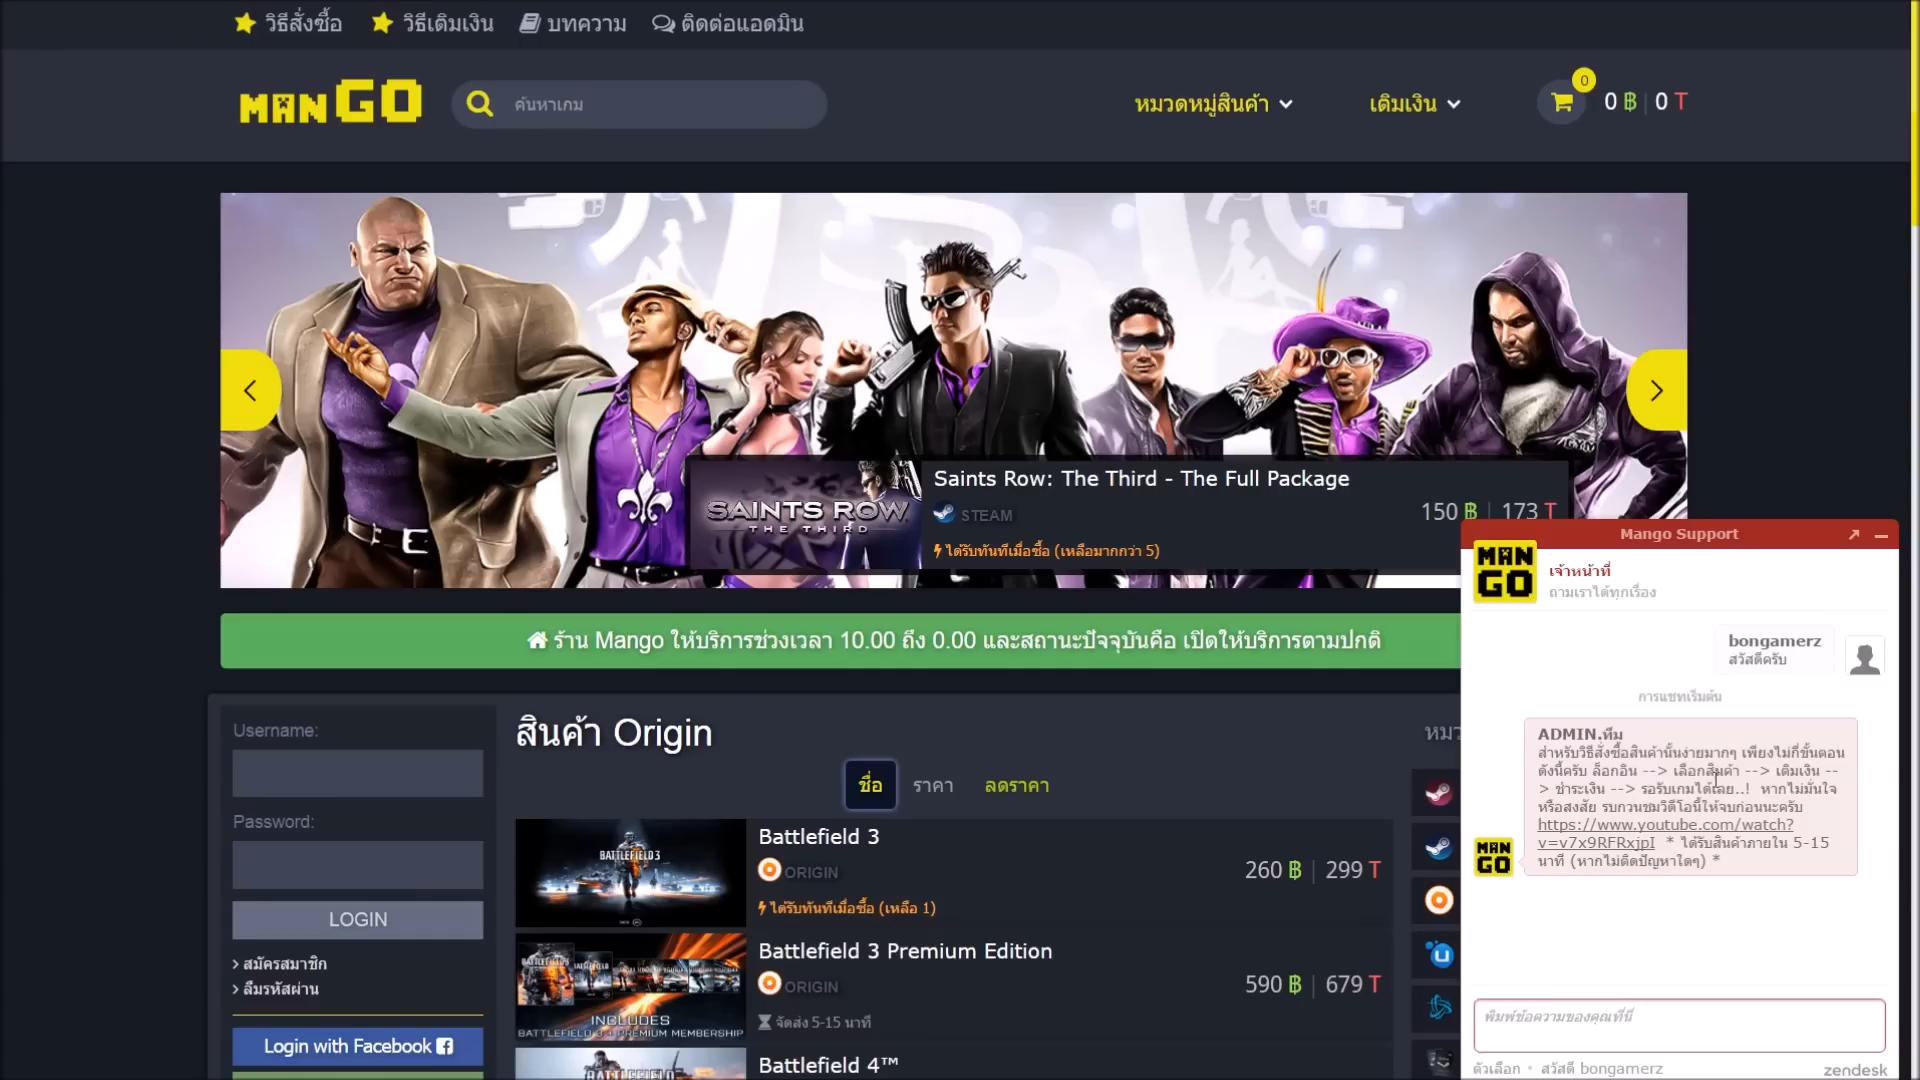 วิธีสั่งซื้อ วิธีเติมเงิน บทความ ติดต่อแอดมิน
MANGO ค้นหาเกม หมวดหมู่สินค้า เติมเงิน 0 0 ฿ | 0 T
Saints Row: The Third - The Full Package
SAINTS ROW
THE THIRD
STEAM
150 ฿ | 173 T
ได้รับทันทีเมื่อซื้อ (เหลือมากกว่า 5)
ร้าน Mango ให้บริการช่วงเวลา 10.00 ถึง 0.00 และสถานะปัจจุบันคือ เปิดให้บริการตามปกติ
Username:
Password:
LOGIN
› สมัครสมาชิก
› ลืมรหัสผ่าน
Login with Facebook
สินค้า Origin
ชื่อ ราคา ลดราคา
BATTLEFIELD 3
Battlefield 3
ORIGIN
260 ฿ | 299 T
ได้รับทันทีเมื่อซื้อ (เหลือ 1)
Battlefield 3 Premium Edition
ORIGIN
590 ฿ | 679 T
จัดส่ง 5-15 นาที
INCLUDES
BATTLEFIELD 3 PREMIUM MEMBERSHIP
Battlefield 4™
Mango Support
MAN
GO
เจ้าหน้าที่
ถามเราได้ทุกเรื่อง
bongamerz
สวัสดีครับ
การแชทเริ่มต้น
ADMIN.ทีม
สำหรับวิธีสั่งซื้อสินค้านั้นง่ายมากๆ เพียงไม่กี่ขั้นตอน
ดังนี้ครับ ล็อกอิน --> เลือกสินค้า --> เติมเงิน --
> ชำระเงิน --> รอรับเกมได้เลย..! หากไม่มั่นใจ
หรือสงสัย รบกวนชมวิดีโอนี้ให้จบก่อนนะครับ
https://www.youtube.com/watch?
v=v7x9RFRxjpI * ได้รับสินค้าภายใน 5-15
นาที (หากไม่ติดปัญหาใดๆ) *
MAN
GO
พิมพ์ข้อความของคุณที่นี่
ตัวเลือก • สวัสดี bongamerz zendesk